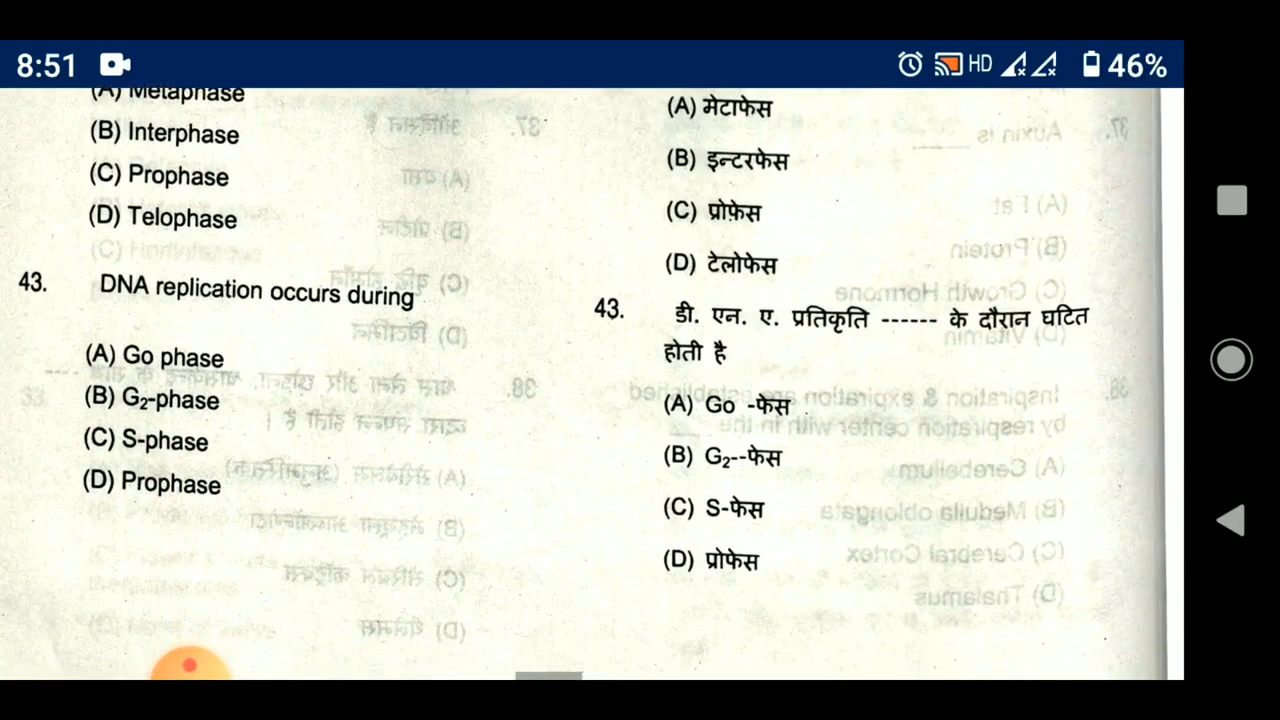 8:51
HD
46%
(A) Metaphase
(B) Interphase
(C) Prophase
(D) Telophase
43. DNA replication occurs during
(A) Go phase
(B) G₂-phase
(C) S-phase
(D) Prophase
(A) मेटाफेस
(B) इन्टरफेस
(C) प्रोफ़ेस
(D) टेलोफेस
43. डी. एन. ए. प्रतिकृति ------ के दौरान घटित
होती है
(A) Go -फेस
(B) G₂--फेस
(C) S-फेस
(D) प्रोफेस